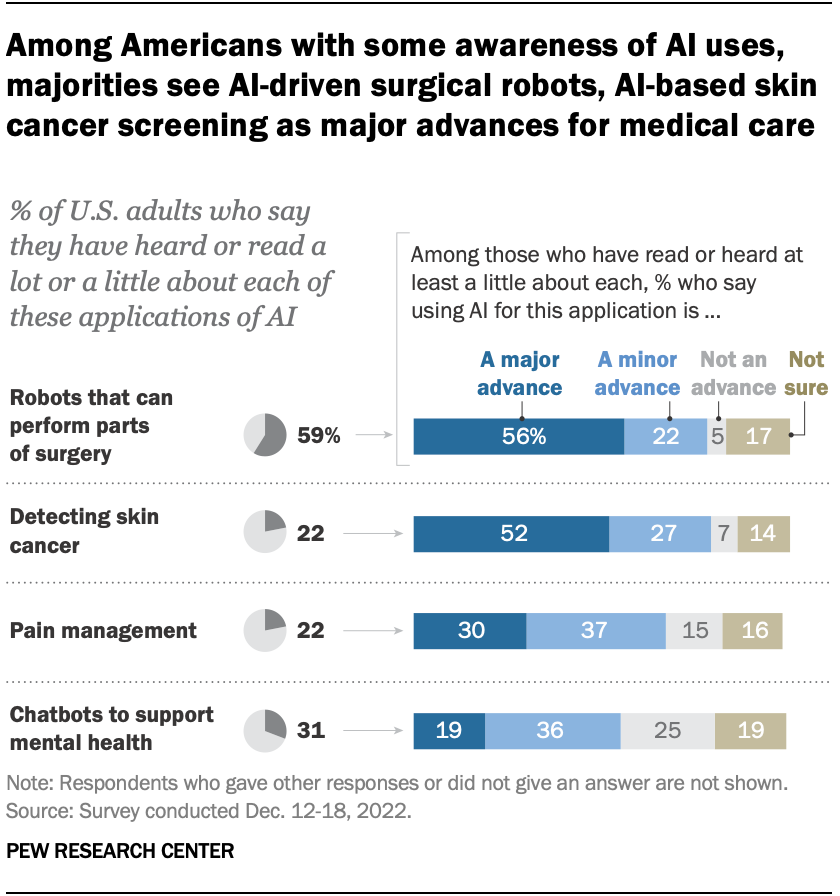 Among Americans with some awareness of AI uses,
majorities see AI-driven surgical robots, AI-based skin
cancer screening as major advances for medical care
% of U.S. adults who say
they have heard or read a
lot or a little about each of
these applications of AI
Among those who have read or heard at
least a little about each, % who say
using AI for this application is ...
A major advance
A minor advance
Not an advance
Not sure
Robots that can
perform parts
of surgery
59%
56% 22 5 17
Detecting skin
cancer
22
52 27 7 14
Pain management
22
30 37 15 16
Chatbots to support
mental health
31
19 36 25 19
Note: Respondents who gave other responses or did not give an answer are not shown.
Source: Survey conducted Dec. 12-18, 2022.
PEW RESEARCH CENTER